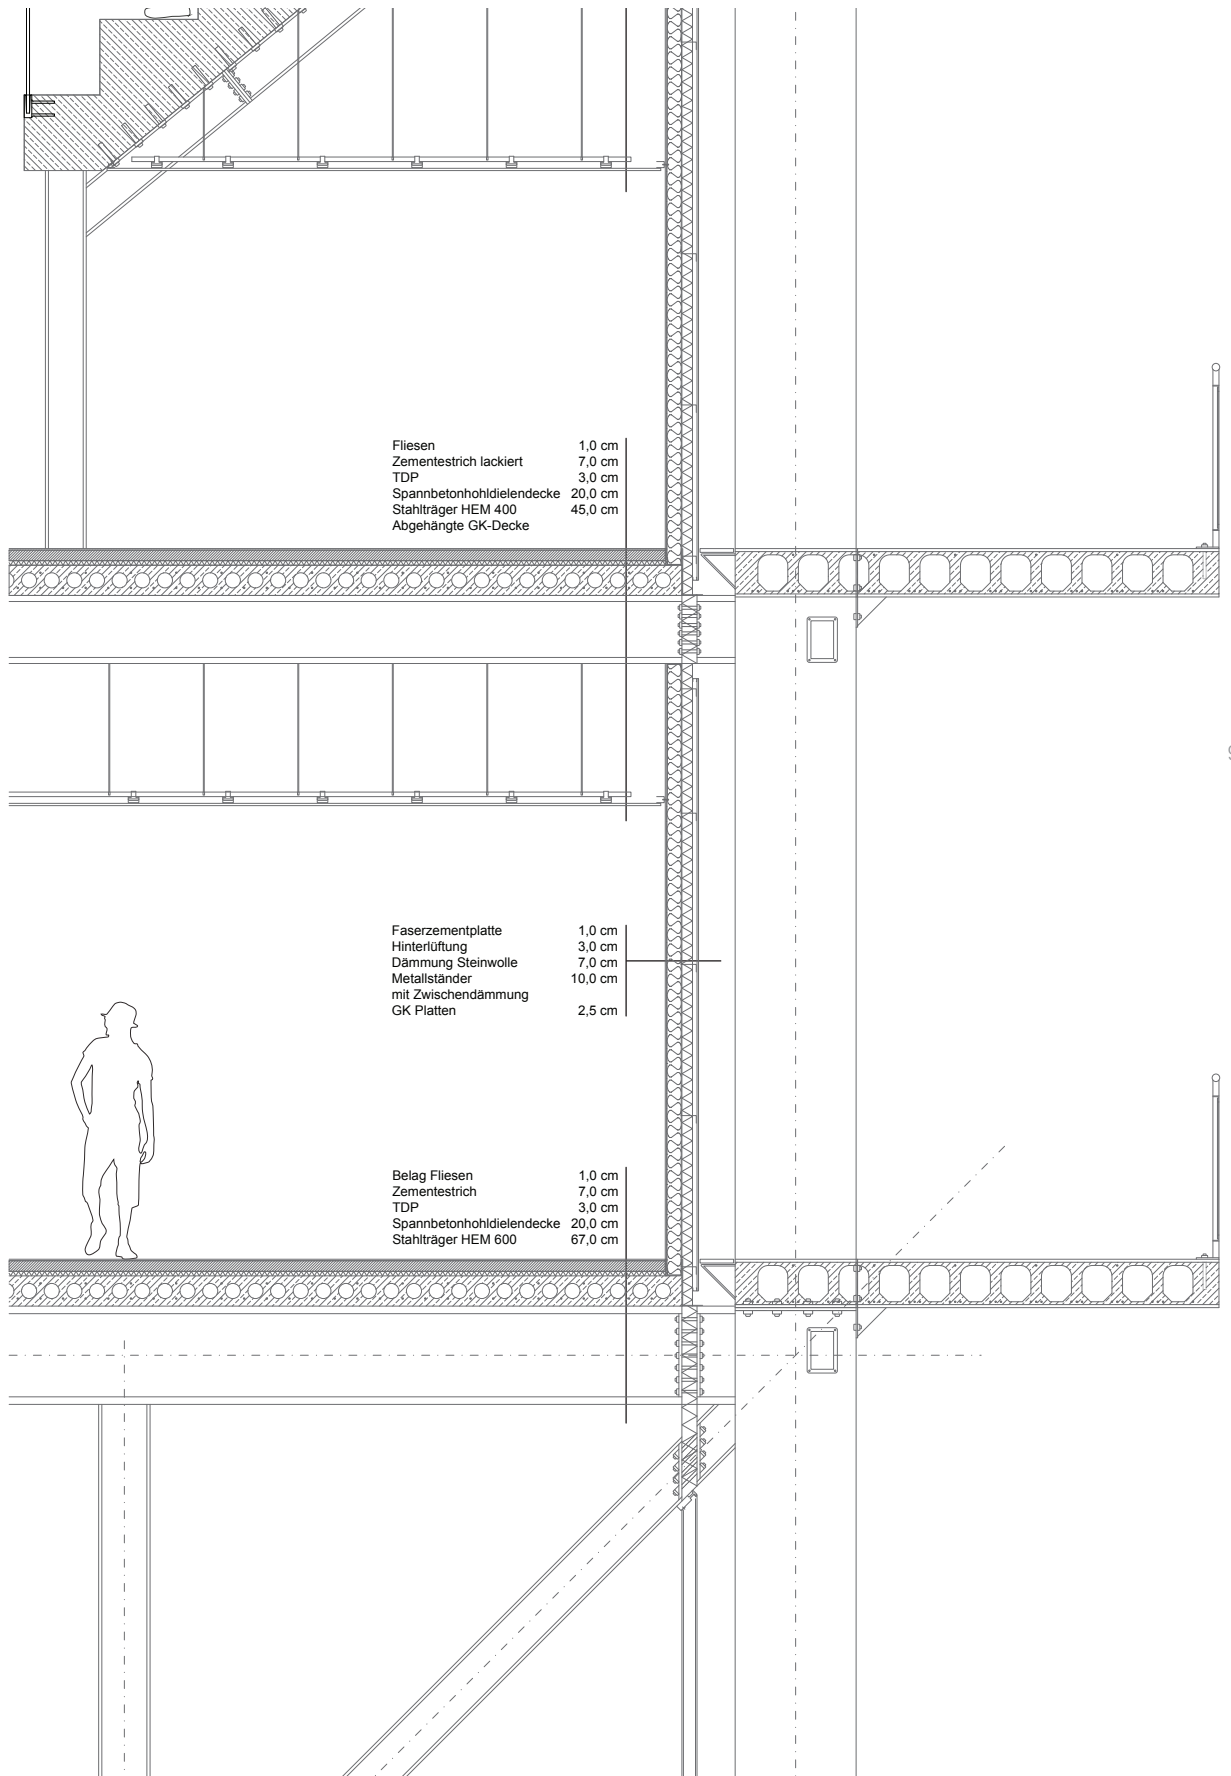 Fliesen 1,0 cm
Zementestrich lackiert 7,0 cm
TDP 3,0 cm
Spannbetonhohldielendecke 20,0 cm
Stahlträger HEM 400 45,0 cm
Abgehängte GK-Decke
Faserzementplatte 1,0 cm
Hinterlüftung 3,0 cm
Dämmung Steinwolle 7,0 cm
Metallständer 10,0 cm
mit Zwischendämmung
GK Platten 2,5 cm
Belag Fliesen 1,0 cm
Zementestrich 7,0 cm
TDP 3,0 cm
Spannbetonhohldielendecke 20,0 cm
Stahlträger HEM 600 67,0 cm